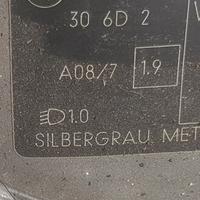 30 6D 2
A08/7 1.9
1.0
SILBERGRAU MET